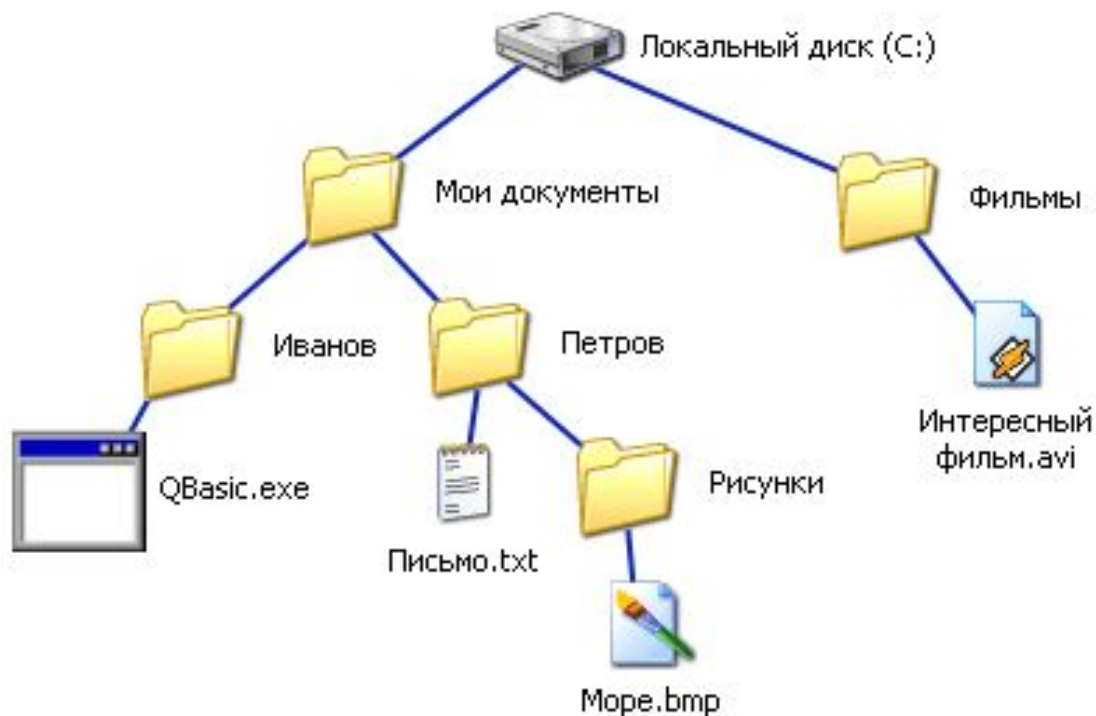 Локальный диск (C:)
Мои документы
Фильмы
Иванов
Петров
Интересный
фильм.avi
QBasic.exe
Рисунки
Письмо.txt
Море.bmp